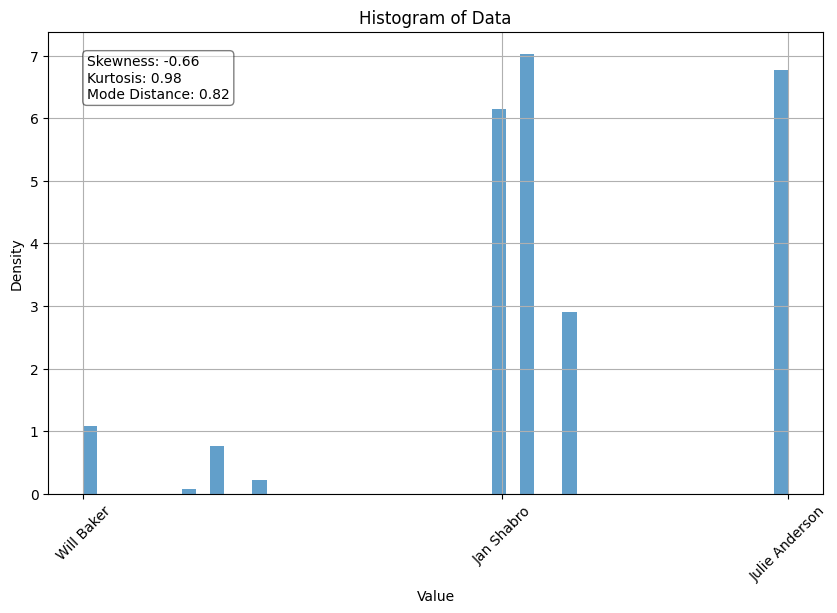 Histogram of Data
Skewness: -0.66
Kurtosis: 0.98
Mode Distance: 0.82
Density
7
6
5
4
3
2
1
0
Will Baker
Jan Shabro
Julie Anderson
Value